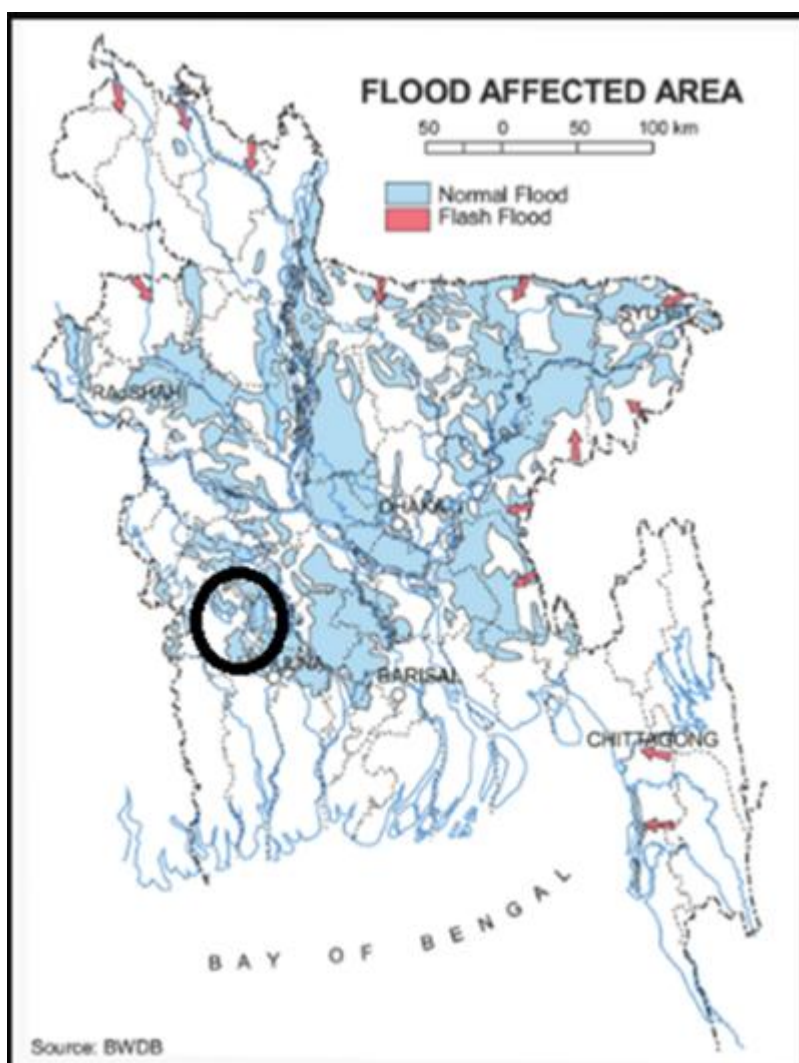 FLOOD AFFECTED AREA
50 0 50 100 km
Normal Flood
Flash Flood
RAJSHAHI
DHAKA
BARISAL
CHITTAGONG
BAY OF BENGAL
Source: BWDB